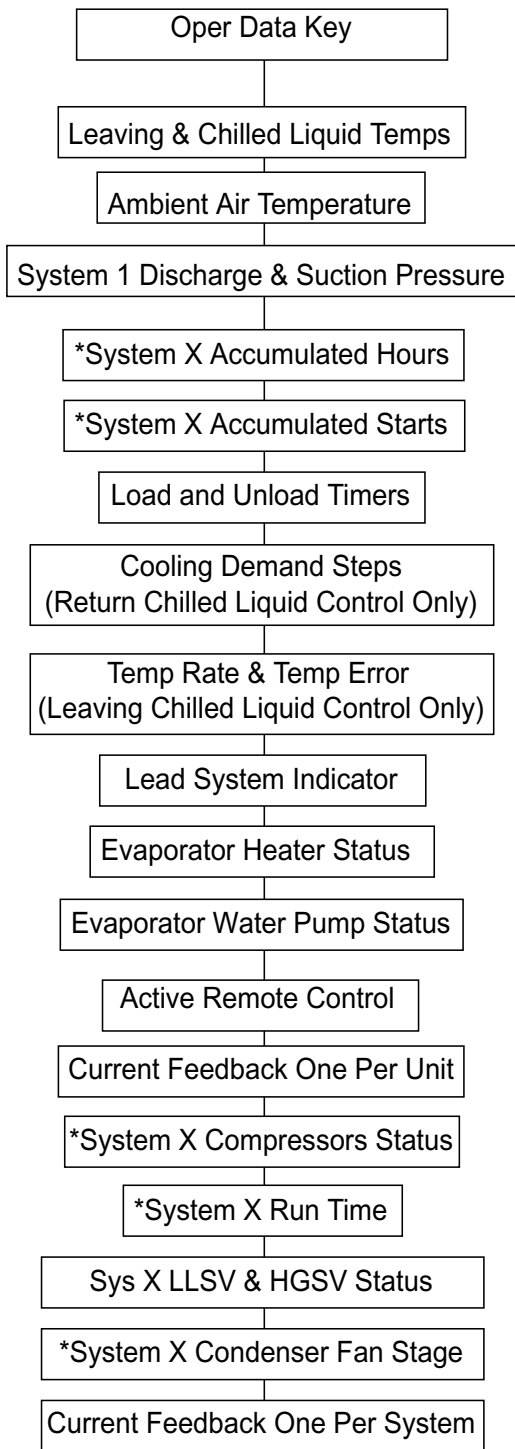 Oper Data Key
Leaving & Chilled Liquid Temps
Ambient Air Temperature
System 1 Discharge & Suction Pressure
*System X Accumulated Hours
*System X Accumulated Starts
Load and Unload Timers
Cooling Demand Steps
(Return Chilled Liquid Control Only)
Temp Rate & Temp Error
(Leaving Chilled Liquid Control Only)
Lead System Indicator
Evaporator Heater Status
Evaporator Water Pump Status
Active Remote Control
Current Feedback One Per Unit
*System X Compressors Status
*System X Run Time
Sys X LLSV & HGSV Status
*System X Condenser Fan Stage
Current Feedback One Per System